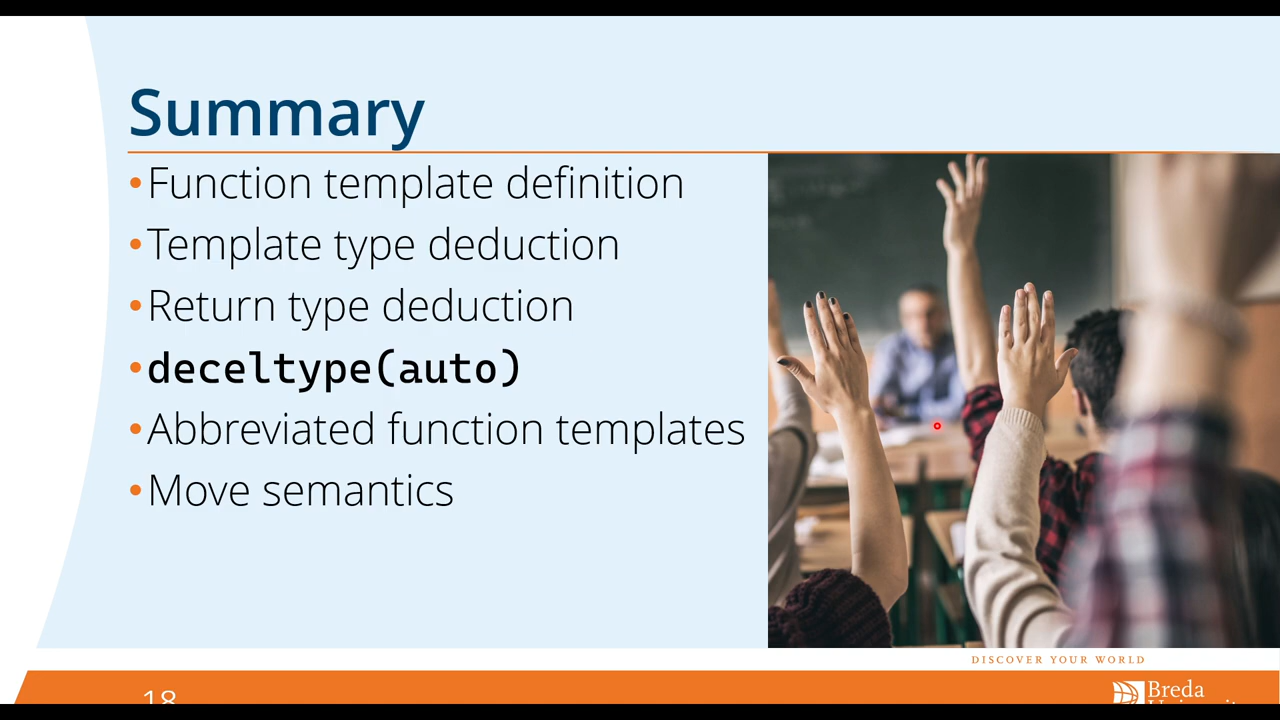 Summary
•Function template definition
•Template type deduction
•Return type deduction
•deceltype(auto)
•Abbreviated function templates
•Move semantics
DISCOVER YOUR WORLD
18
Breda